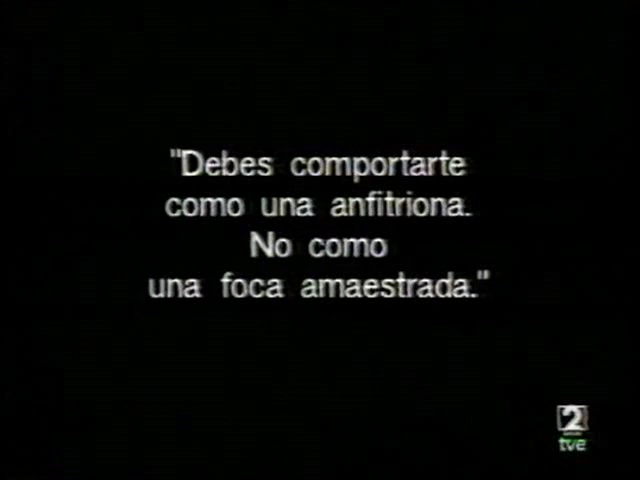 "Debes comportarte
como una anfitriona.
No como
una foca amaestrada."
2
tve